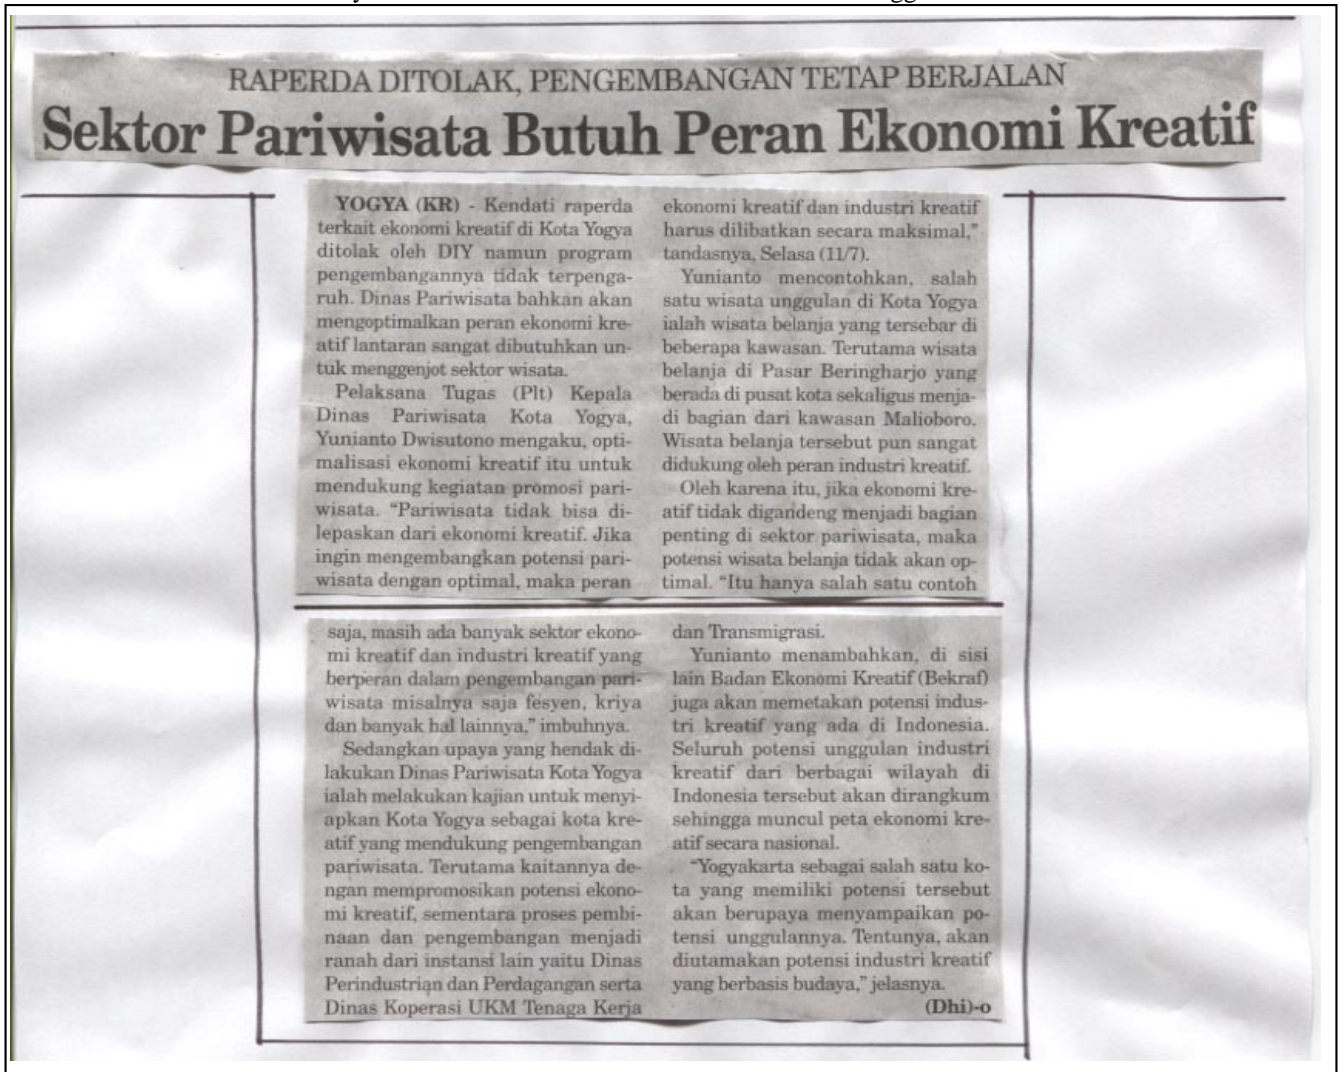 RAPERDA DITOLAK, PENGEMBANGAN TETAP BERJALAN
Sektor Pariwisata Butuh Peran Ekonomi Kreatif
YOGYA (KR) - Kendati raperda
terkait ekonomi kreatif di Kota Yogya
ditolak oleh DIY namun program
pengembangannya tidak terpenga-
ruh. Dinas Pariwisata bahkan akan
mengoptimalkan peran ekonomi kre-
atif lantaran sangat dibutuhkan un-
tuk menggenjot sektor wisata.
Pelaksana Tugas (Plt) Kepala
Dinas Pariwisata Kota Yogya,
Yunianto Dwisutono mengaku, opti-
malisasi ekonomi kreatif itu untuk
mendukung kegiatan promosi pari-
wisata. “Pariwisata tidak bisa di-
lepaskan dari ekonomi kreatif. Jika
ingin mengembangkan potensi pari-
wisata dengan optimal, maka peran
ekonomi kreatif dan industri kreatif
harus dilibatkan secara maksimal,”
tandasnya, Selasa (11/7).
Yunianto mencontohkan, salah
satu wisata unggulan di Kota Yogya
ialah wisata belanja yang tersebar di
beberapa kawasan. Terutama wisata
belanja di Pasar Beringharjo yang
berada di pusat kota sekaligus menja-
di bagian dari kawasan Malioboro.
Wisata belanja tersebut pun sangat
didukung oleh peran industri kreatif.
Oleh karena itu, jika ekonomi kre-
atif tidak digandeng menjadi bagian
penting di sektor pariwisata, maka
potensi wisata belanja tidak akan op-
timal. “Itu hanya salah satu contoh
saja, masih ada banyak sektor ekono-
mi kreatif dan industri kreatif yang
berperan dalam pengembangan pari-
wisata misalnya saja fesyen, kriya
dan banyak hal lainnya,” imbuhnya.
Sedangkan upaya yang hendak di-
lakukan Dinas Pariwisata Kota Yogya
ialah melakukan kajian untuk menyi-
apkan Kota Yogya sebagai kota kre-
atif yang mendukung pengembangan
pariwisata. Terutama kaitannya de-
ngan mempromosikan potensi ekono-
mi kreatif, sementara proses pembi-
naan dan pengembangan menjadi
ranah dari instansi lain yaitu Dinas
Perindustrian dan Perdagangan serta
Dinas Koperasi UKM Tenaga Kerja
dan Transmigrasi.
Yunianto menambahkan, di sisi
lain Badan Ekonomi Kreatif (Bekraf)
juga akan memetakan potensi indus-
tri kreatif yang ada di Indonesia.
Seluruh potensi unggulan industri
kreatif dari berbagai wilayah di
Indonesia tersebut akan dirangkum
sehingga muncul peta ekonomi kre-
atif secara nasional.
“Yogyakarta sebagai salah satu ko-
ta yang memiliki potensi tersebut
akan berupaya menyampaikan po-
tensi unggulannya. Tentunya, akan
diutamakan potensi industri kreatif
yang berbasis budaya,” jelasnya.
(Dhi)-o